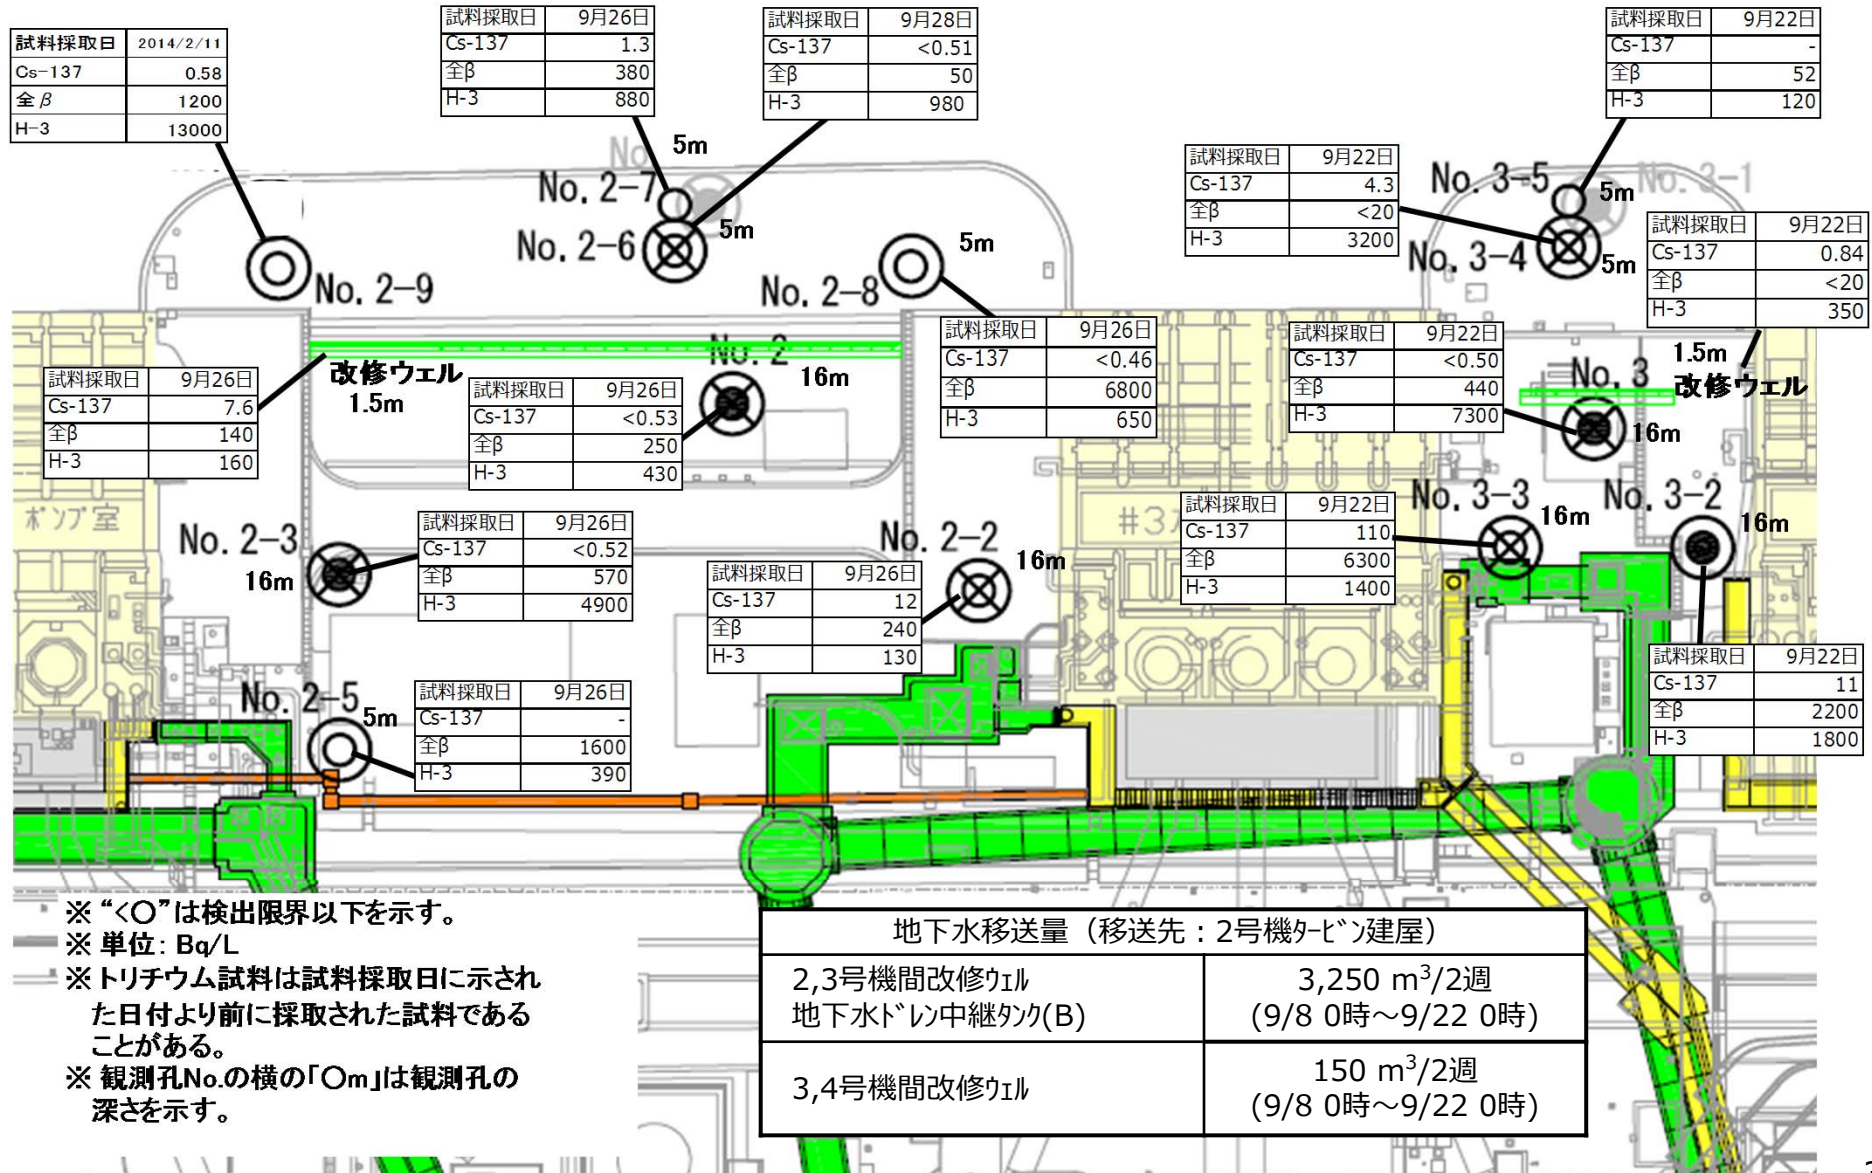 試料採取日 2014/2/11
Cs-137 0.58
全β 1200
H-3 13000
試料採取日 9月26日
Cs-137 1.3
全β 380
H-3 880
試料採取日 9月28日
Cs-137 <0.51
全β 50
H-3 980
試料採取日 9月22日
Cs-137 -
全β 52
H-3 120
No
5m
No. 2-7
5m
No. 2-6
試料採取日 9月22日
Cs-137 4.3
全β <20
H-3 3200
No. 3-5
5m
No. 3-1
No. 3-4
5m
試料採取日 9月22日
Cs-137 0.84
全β <20
H-3 350
No. 2-9
No. 2-8
5m
No. 2
16m
改修ウェル
1.5m
試料採取日 9月26日
Cs-137 7.6
全β 140
H-3 160
試料採取日 9月26日
Cs-137 <0.53
全β 250
H-3 430
試料採取日 9月26日
Cs-137 <0.46
全β 6800
H-3 650
試料採取日 9月22日
Cs-137 <0.50
全β 440
H-3 7300
No. 3
1.5m
改修ウェル
16m
ポンプ室
No. 2-3
16m
試料採取日 9月26日
Cs-137 <0.52
全β 570
H-3 4900
No. 2-2
16m
試料採取日 9月26日
Cs-137 12
全β 240
H-3 130
#3
試料採取日 9月22日
Cs-137 110
全β 6300
H-3 1400
No. 3-3
16m
No. 3-2
16m
試料採取日 9月22日
Cs-137 11
全β 2200
H-3 1800
No. 2-5
5m
試料採取日 9月26日
Cs-137 -
全β 1600
H-3 390
※ “<○”は検出限界以下を示す。
※ 単位: Bq/L
※ トリチウム試料は試料採取日に示され
た日付より前に採取された試料である
ことがある。
※ 観測孔No.の横の「○m」は観測孔の
深さを示す。
地下水移送量（移送先：2号機ﾀｰﾋﾞﾝ建屋）
2,3号機間改修ｳｪﾙ
地下水ﾄﾞﾚﾝ中継ﾀﾝｸ(B)
3,250 m³/2週
(9/8 0時～9/22 0時)
3,4号機間改修ｳｪﾙ
150 m³/2週
(9/8 0時～9/22 0時)